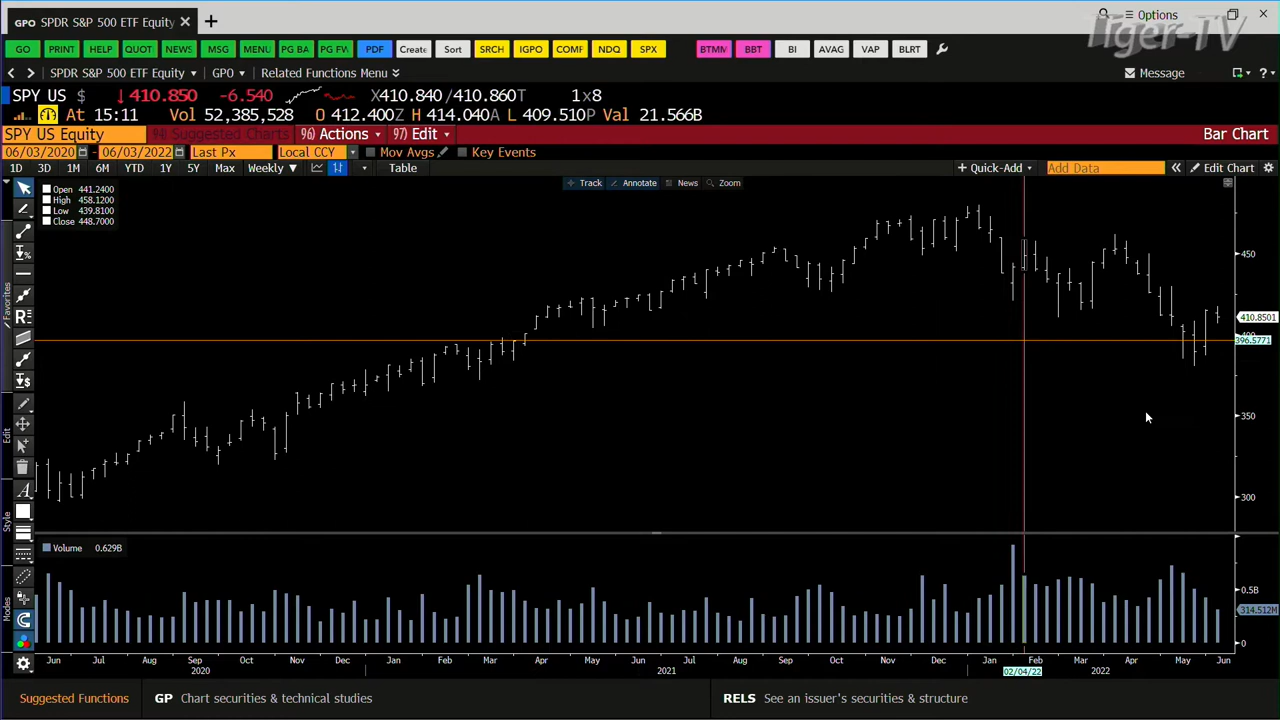 GPO SPDR S&P 500 ETF Equity
Options
Tiger-TV
GO PRINT HELP QUOT NEWS MSG MENU PG BA PG FW PDF Create Sort SRCH IGPO COMF NDQ SPX BTMM BBT BI AVAG VAP BLRT
SPDR S&P 500 ETF Equity GPO Related Functions Menu Message ?
SPY US $ ↓410.850 -6.540 X410.840/410.860T 1x8
At 15:11 Vol 52,385,528 O 412.400Z H 414.040A L 409.510P Val 21.566B
SPY US Equity 94) Suggested Charts 96) Actions 97) Edit Bar Chart
06/03/2020 - 06/03/2022 Last Px Local CCY Mov Avgs Key Events
1D 3D 1M 6M YTD 1Y 5Y Max Weekly Table + Quick-Add Add Data Edit Chart
Track Annotate News Zoom
Open 441.2400
High 458.1200
Low 439.8100
Close 448.7000
Favorites
Edit
Style
Modes
450
410.8501
400
396.5771
350
300
Volume 0.629B
0.5B
314.512M
0
Jun Jul Aug Sep Oct Nov Dec Jan Feb Mar Apr May Jun Jul Aug Sep Oct Nov Dec Jan Feb Mar Apr May Jun
2020 2021 02/04/22 2022
Suggested Functions GP Chart securities & technical studies RELS See an issuer's securities & structure